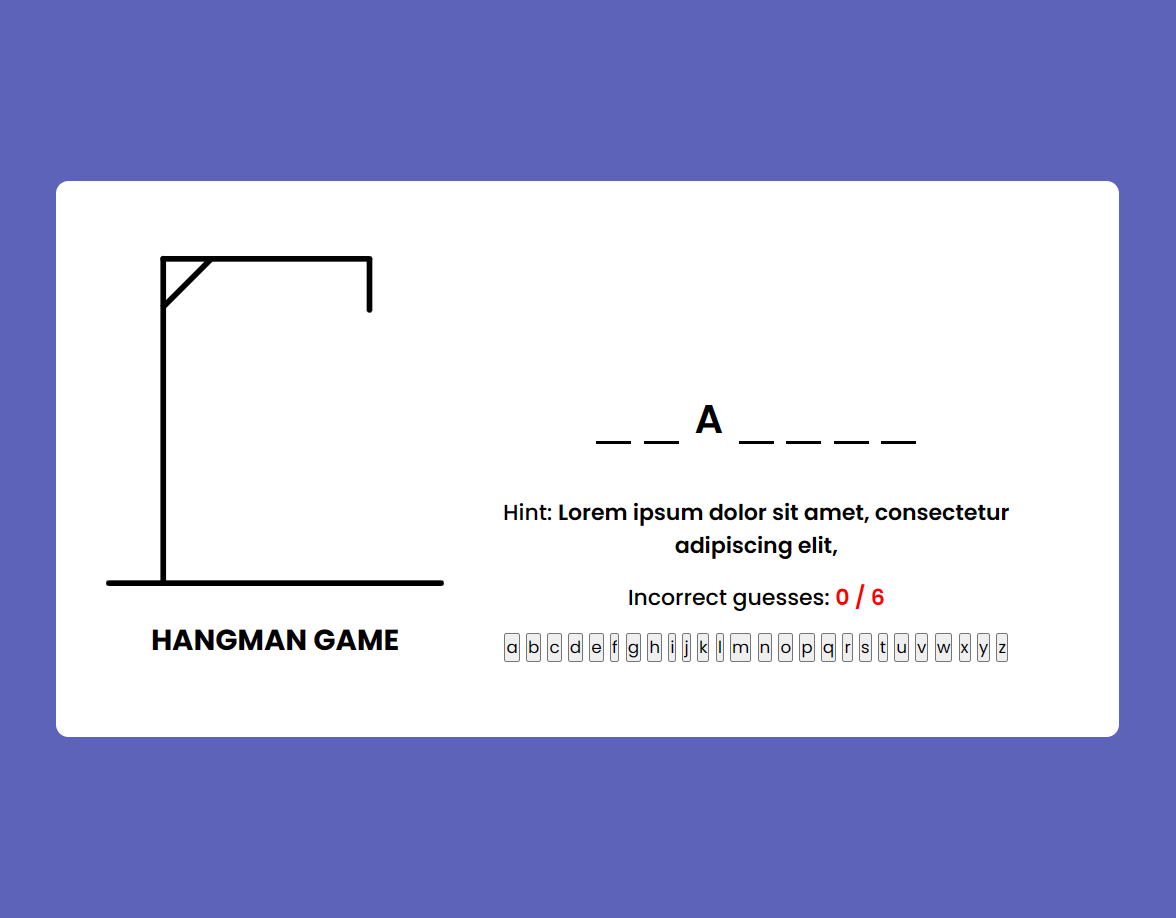 A
Hint: Lorem ipsum dolor sit amet, consectetur
adipiscing elit,
Incorrect guesses: 0 / 6
HANGMAN GAME
a b c d e f g h i j k l m n o p q r s t u v w x y z